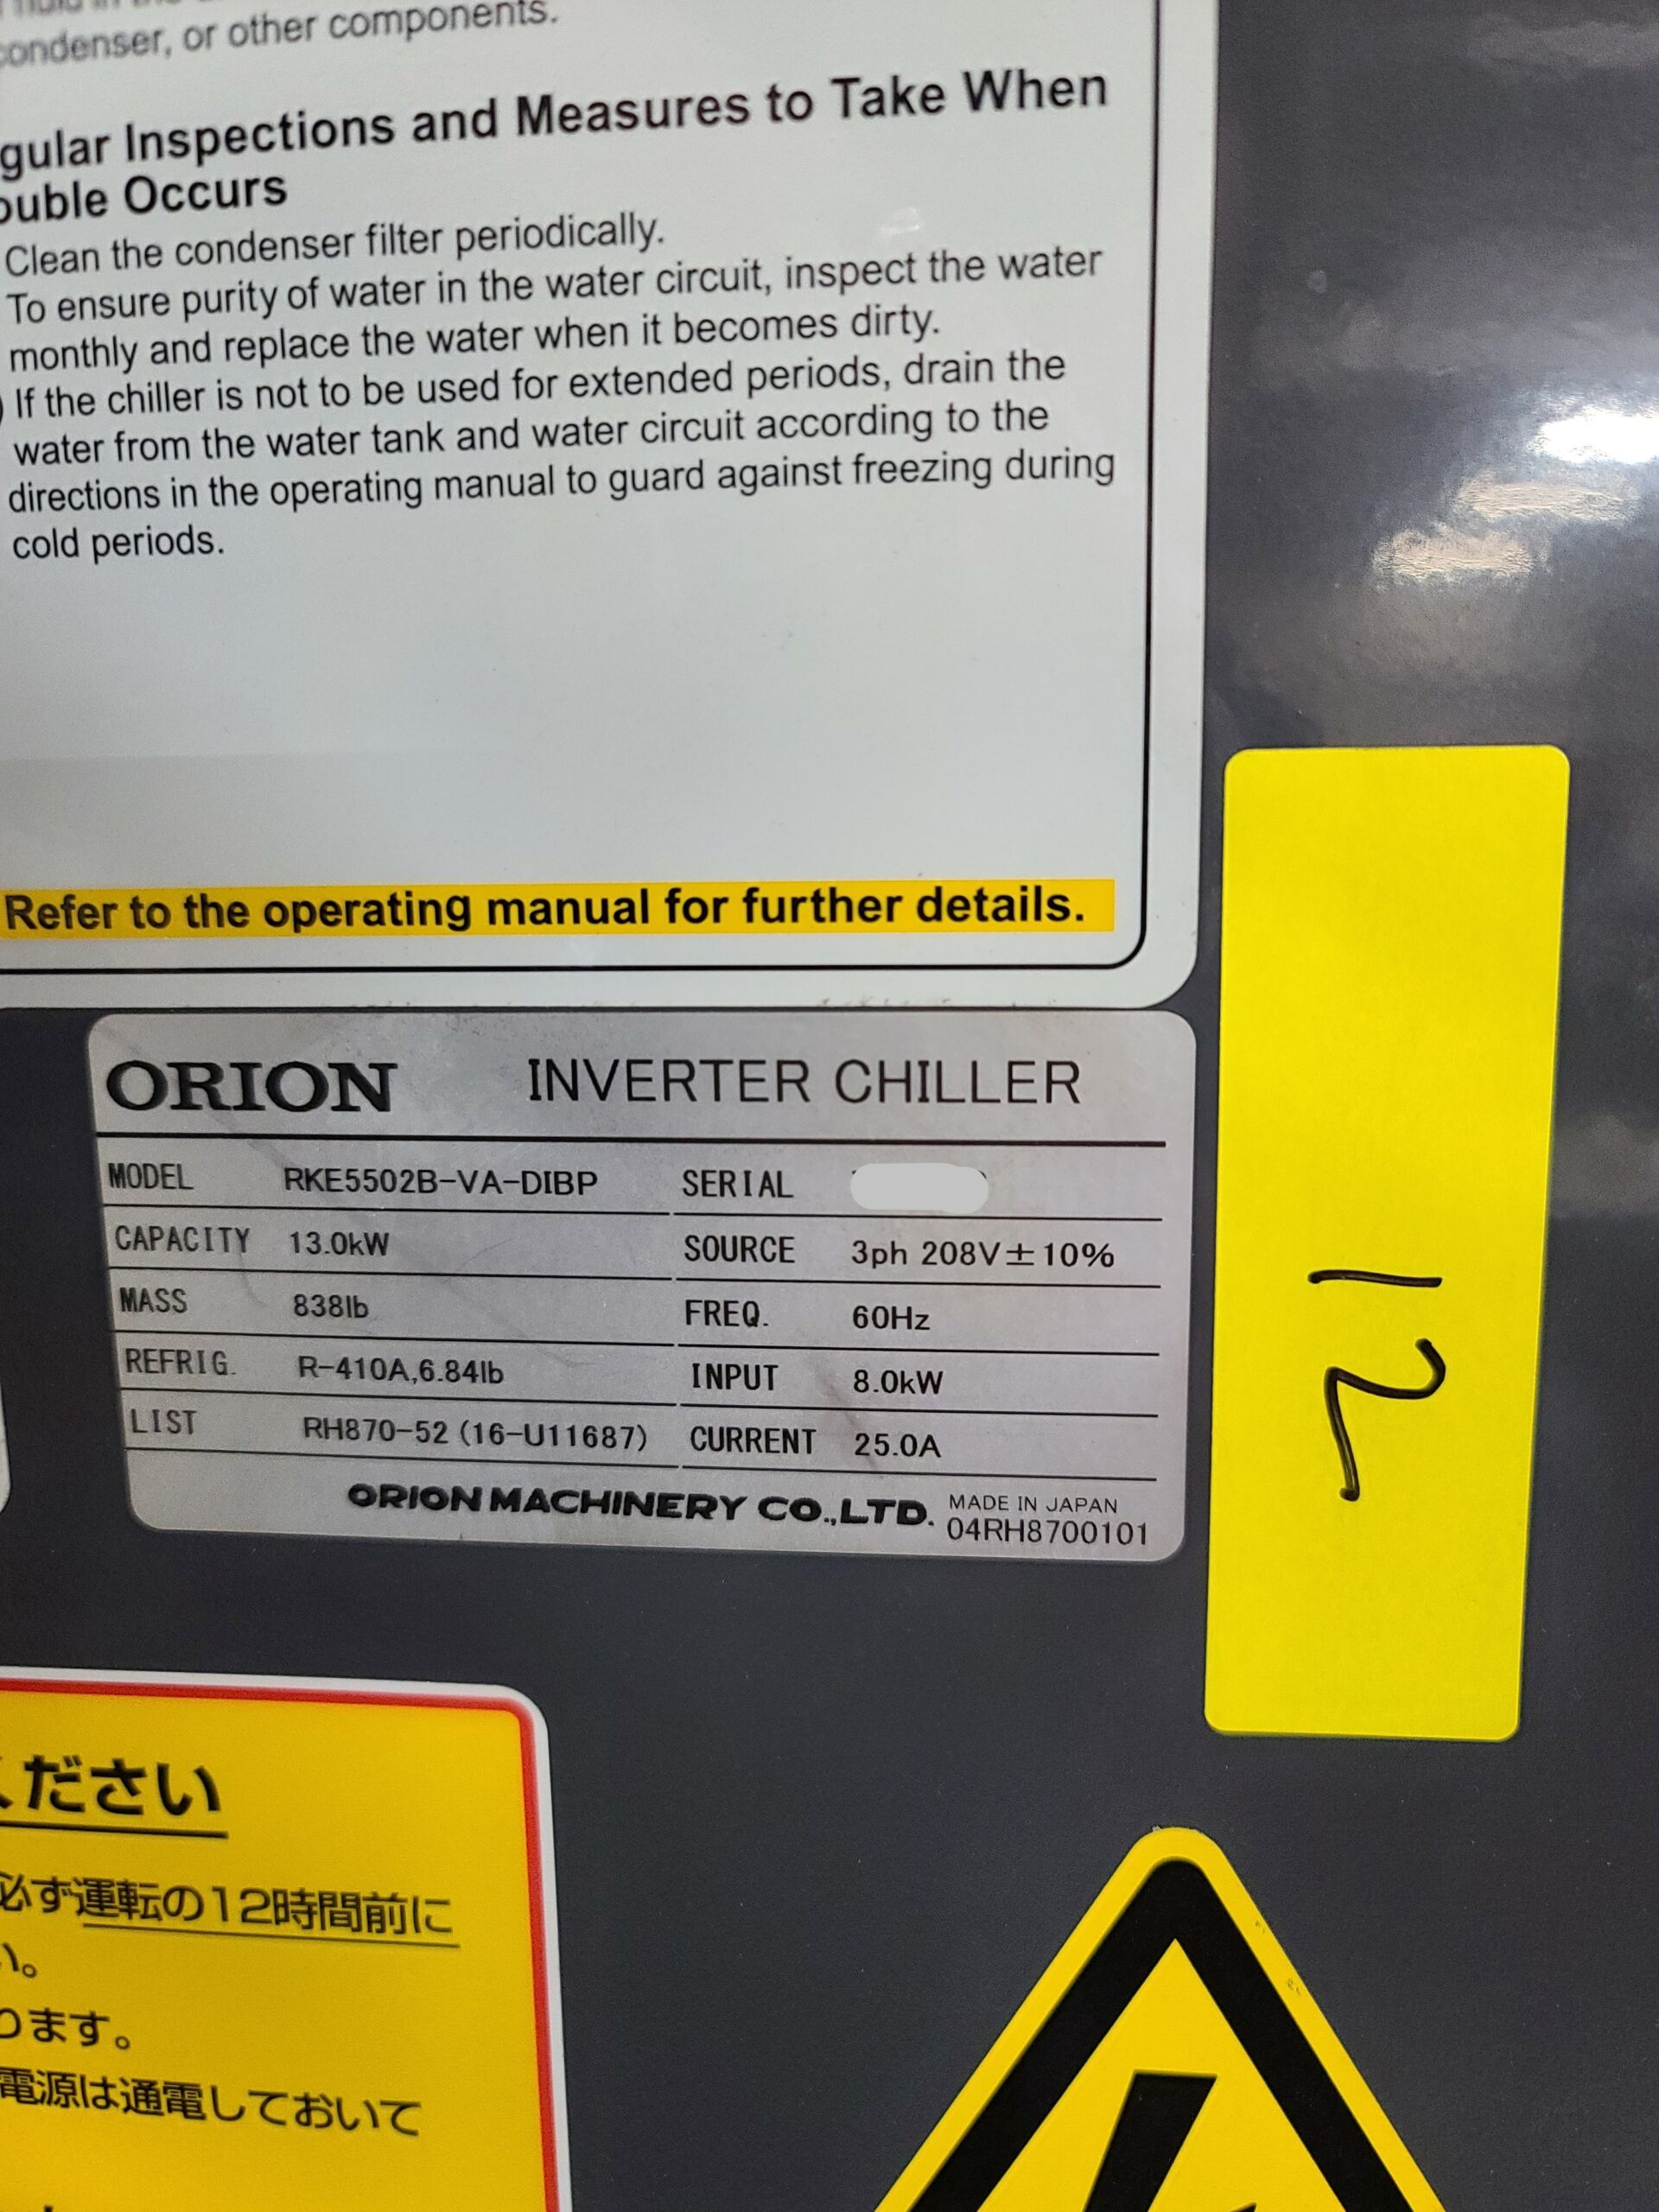 condenser, or other components.
gular Inspections and Measures to Take When
ouble Occurs
Clean the condenser filter periodically.
To ensure purity of water in the water circuit, inspect the water
monthly and replace the water when it becomes dirty.
) If the chiller is not to be used for extended periods, drain the
water from the water tank and water circuit according to the
directions in the operating manual to guard against freezing during
cold periods.
Refer to the operating manual for further details.
ORION INVERTER CHILLER
MODEL RKE5502B-VA-DIBP SERIAL
CAPACITY 13.0kW SOURCE 3ph 208V±10%
MASS 838lb FREQ. 60Hz
REFRIG. R-410A,6.84lb INPUT 8.0kW
LIST RH870-52 (16-U11687) CURRENT 25.0A
ORION MACHINERY CO.,LTD. MADE IN JAPAN
04RH8700101
12
ください
必ず運転の12時間前に
い。
ります。
電源は通電しておいて